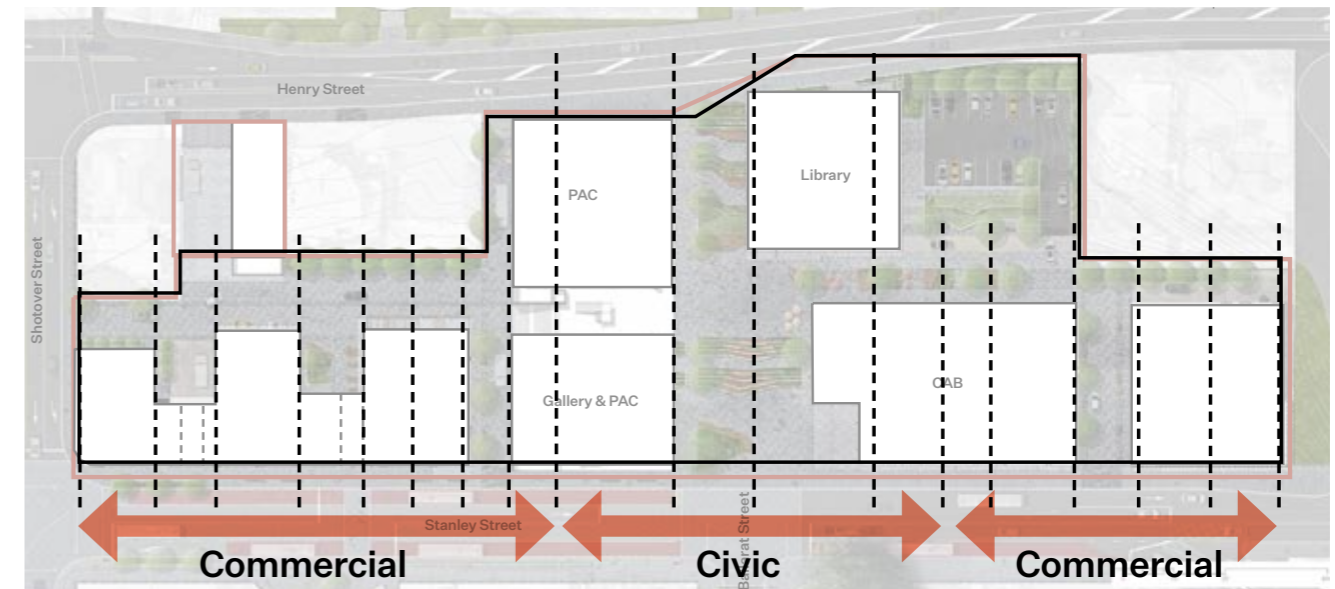 Henry Street
Shotover Street
PAC
Library
Gallery & PAC
CAB
Stanley Street
Ballarat Street
Commercial
Civic
Commercial